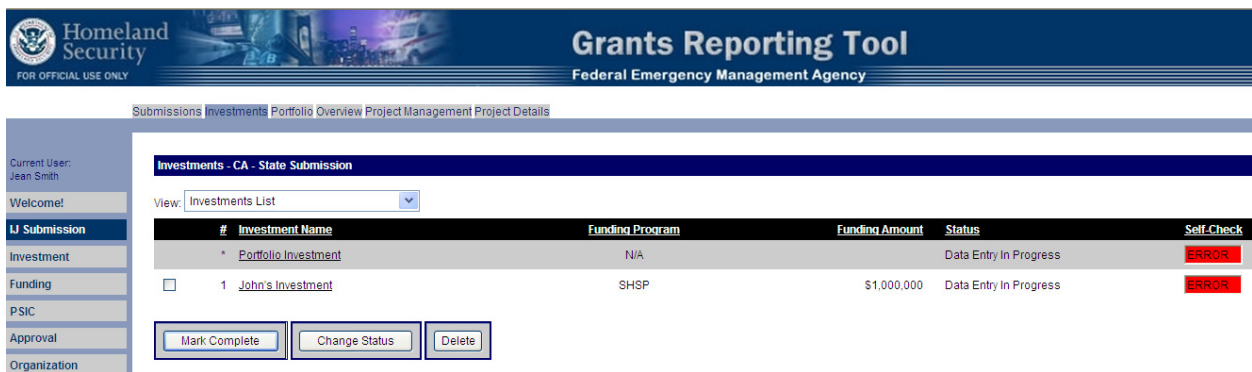 Homeland Security
FOR OFFICIAL USE ONLY
Grants Reporting Tool
Federal Emergency Management Agency
Submissions Investments Portfolio Overview Project Management Project Details
Current User:
Jean Smith
Welcome!
IJ Submission
Investment
Funding
PSIC
Approval
Organization
Investments - CA - State Submission
View: Investments List
# Investment Name Funding Program Funding Amount Status Self-Check
* Portfolio Investment N/A Data Entry In Progress ERROR
1 John's Investment SHSP $1,000,000 Data Entry In Progress ERROR
Mark Complete Change Status Delete